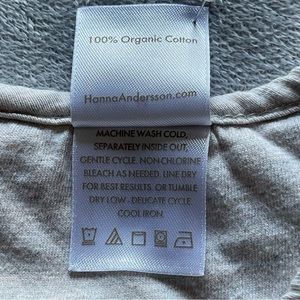 100% Organic Cotton
HannaAndersson.com
MACHINE WASH COLD,
SEPARATELY INSIDE OUT,
GENTLE CYCLE. NON-CHLORINE
BLEACH AS NEEDED. LINE DRY
FOR BEST RESULTS. OR TUMBLE
DRY LOW - DELICATE CYCLE.
COOL IRON.